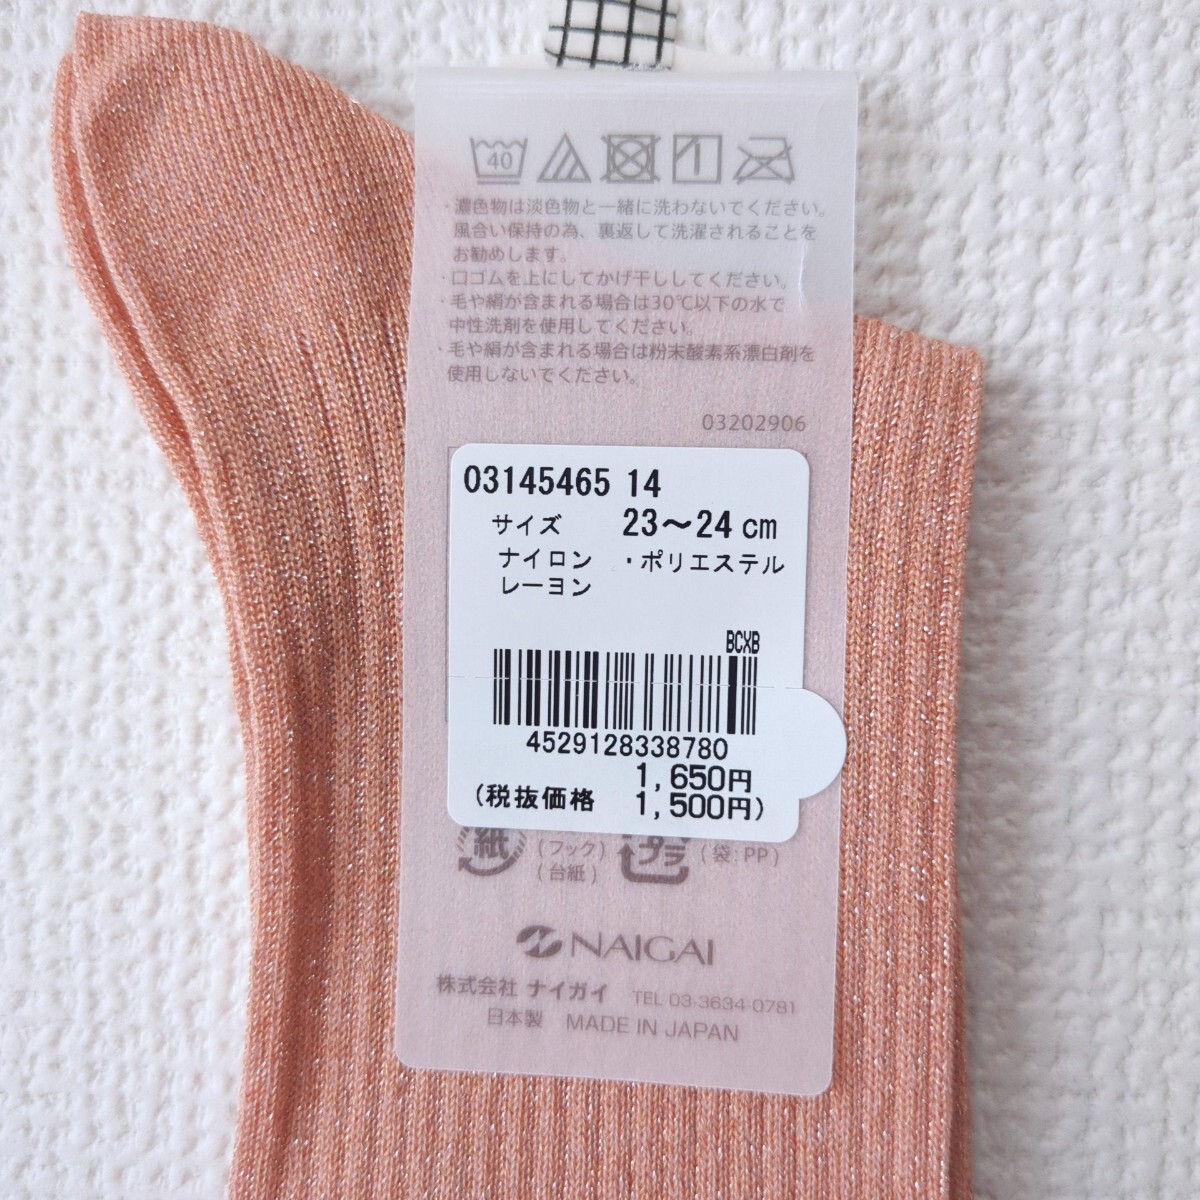 40
・濃色物は淡色物と一緒に洗わないでください。
風合い保持の為、裏返して洗濯されることを
お勧めします。
・口ゴムを上にしてかげ干ししてください。
・毛や絹が含まれる場合は30℃以下の水で
中性洗剤を使用してください。
・毛や絹が含まれる場合は粉末酸素系漂白剤を
使用しないでください。
03202906
03145465 14
サイズ 23～24cm
ナイロン ・ポリエステル
レーヨン
BCXB
4529128338780
1,650円
(税抜価格 1,500円)
紙 (フック) プラ (袋:PP)
(台紙)
NAIGAI
株式会社 ナイガイ TEL 03-3634-0781
日本製 MADE IN JAPAN